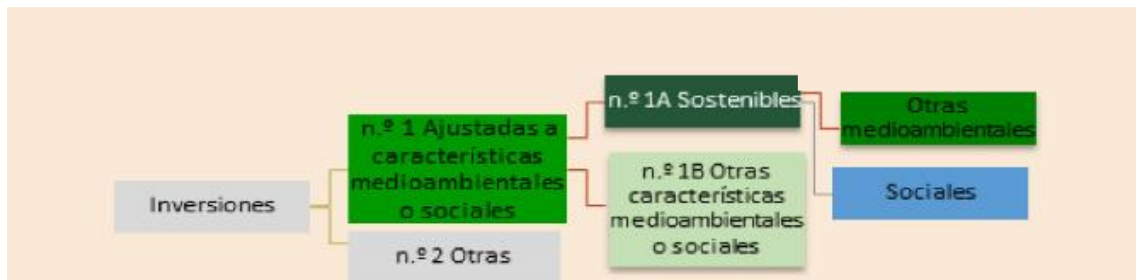 Inversiones
n.º 1 Ajustadas a
características
medioambientales
o sociales
n.º 2 Otras
n.º 1A Sostenibles
n.º 1B Otras
características
medioambientales
o sociales
Otras
medioambientales
Sociales